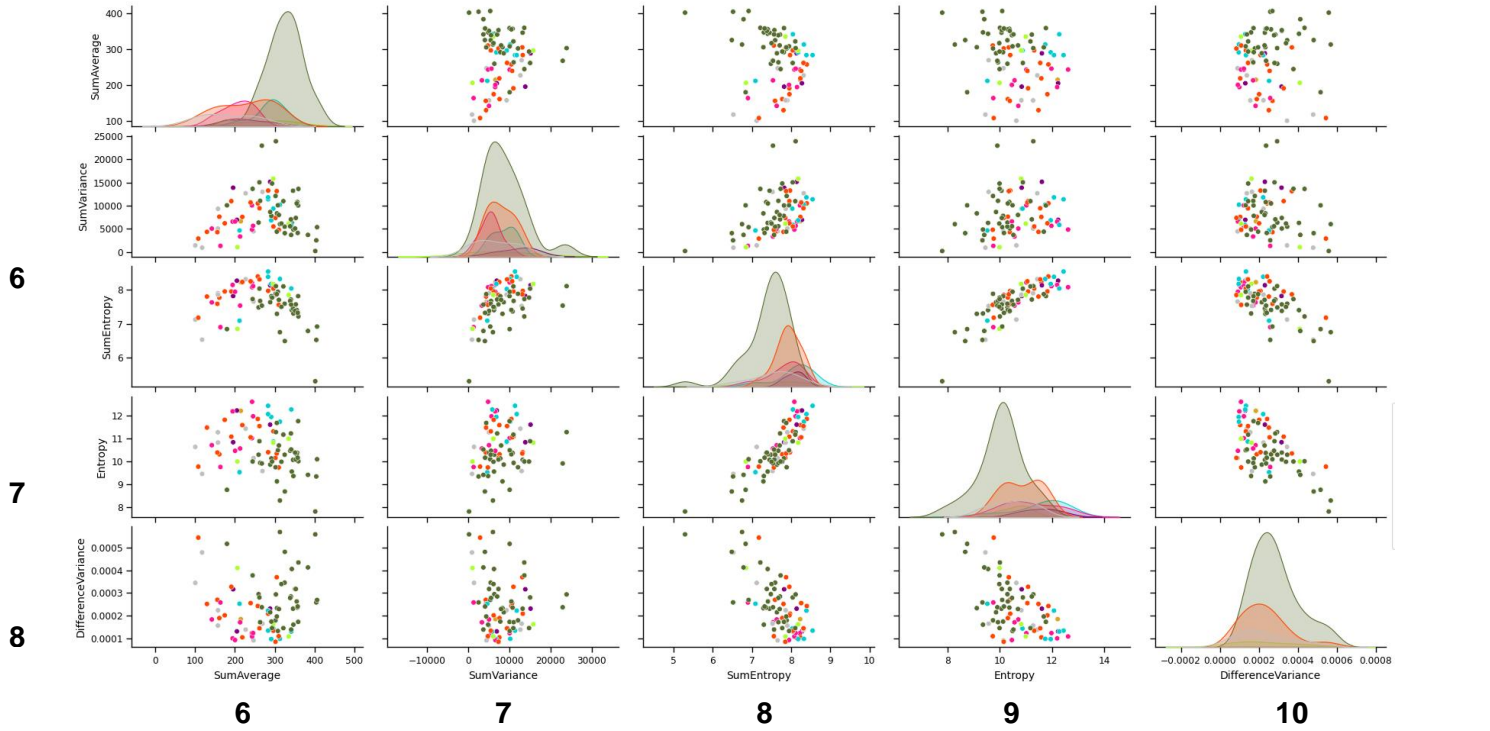 400
300
200
100
SumAverage
25000
20000
15000
10000
5000
0
SumVariance
6
8
7
6
SumEntropy
12
11
10
9
8
Entropy
7
0.0005
0.0004
0.0003
0.0002
0.0001
DifferenceVariance
8
0 100 200 300 400 500
−10000 0 10000 20000 30000
5 6 7 8 9 10
8 10 12 14
−0.0002 0.0000 0.0002 0.0004 0.0006 0.0008
SumAverage SumVariance SumEntropy Entropy DifferenceVariance
6 7 8 9 10